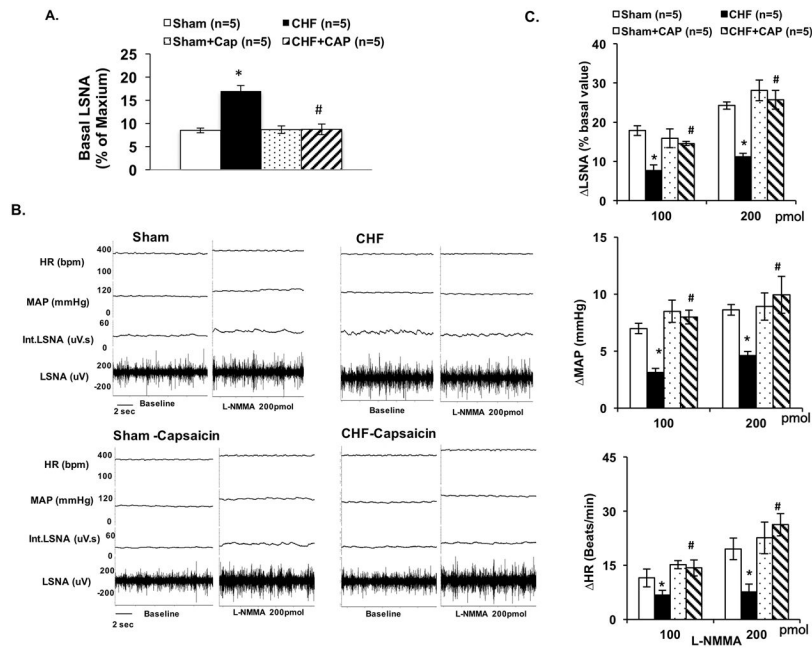 A.
Sham (n=5) CHF (n=5)
Sham+Cap (n=5) CHF+CAP (n=5)
Basal LSNA
(% of Maxium)
25
20
15
10
5
0
*
#
B.
Sham CHF
HR (bpm)
400
100
MAP (mmHg)
120
0
Int.LSNA (uV.s)
60
0
LSNA (uV)
200
-200
2 sec
Baseline L-NMMA 200pmol Baseline L-NMMA 200pmol
Sham -Capsaicin CHF-Capsaicin
HR (bpm)
400
100
MAP (mmHg)
120
0
Int.LSNA (uV.s)
60
0
LSNA (uV)
200
-200
2 sec
Baseline L-NMMA 200pmol Baseline L-NMMA 200pmol
C.
Sham (n=5) CHF (n=5)
Sham+CAP (n=5) CHF+CAP (n=5)
ΔLSNA (% basal value)
40
30
20
10
0
* # * #
100 200 pmol
ΔMAP (mmHg)
15
10
5
0
* # * #
100 200 pmol
ΔHR (Beats/min)
45
30
15
0
* # * #
100 200 pmol
L-NMMA